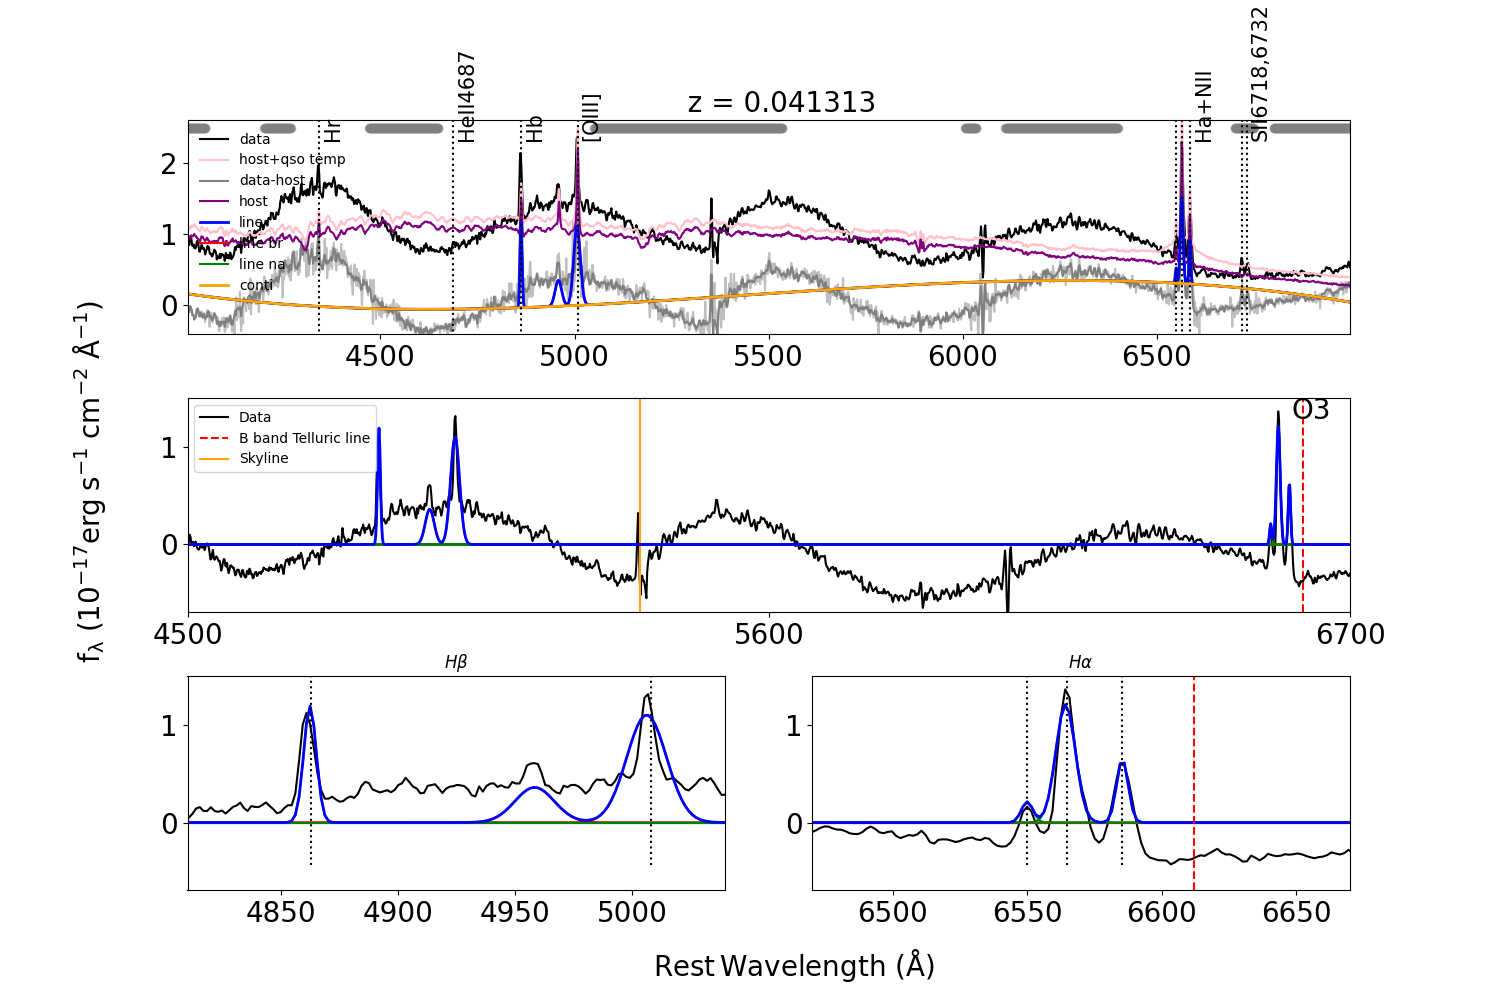 z = 0.041313
Hr
HeII4687
Hb
[OIII]
Ha+NII
SII6718,6732
data
host+qso temp
data-host
host
line
line br
line na
conti
2
1
0
4500
5000
5500
6000
6500
fλ (10−17erg s−1 cm−2 Å−1)
Data
B band Telluric line
Skyline
O3
1
0
4500
5600
6700
Hβ
1
0
4850
4900
4950
5000
Hα
1
0
6500
6550
6600
6650
Rest Wavelength (Å)